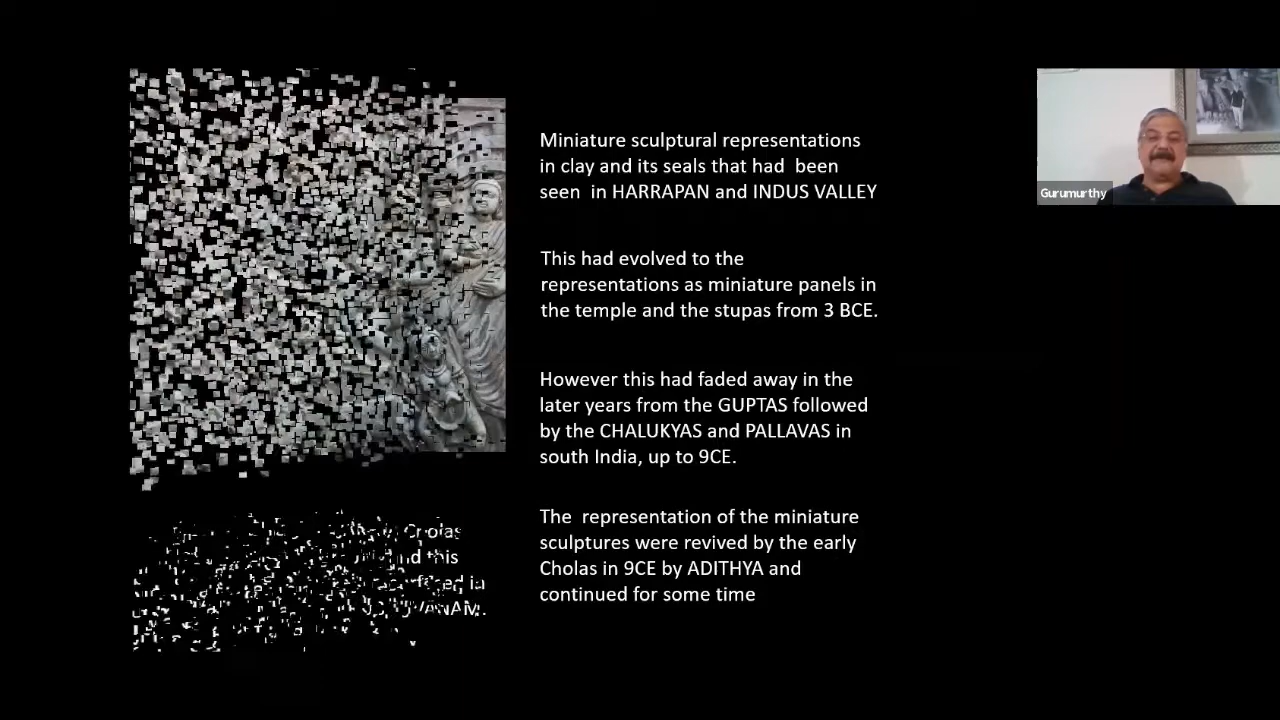 Miniature sculptural representations
in clay and its seals that had been
seen in HARRAPAN and INDUS VALLEY
This had evolved to the
representations as miniature panels in
the temple and the stupas from 3 BCE.
However this had faded away in the
later years from the GUPTAS followed
by the CHALUKYAS and PALLAVAS in
south India, up to 9CE.
The representation of the miniature
sculptures were revived by the early
Cholas in 9CE by ADITHYA and
continued for some time
Cholas
this
in
Gurumurthy